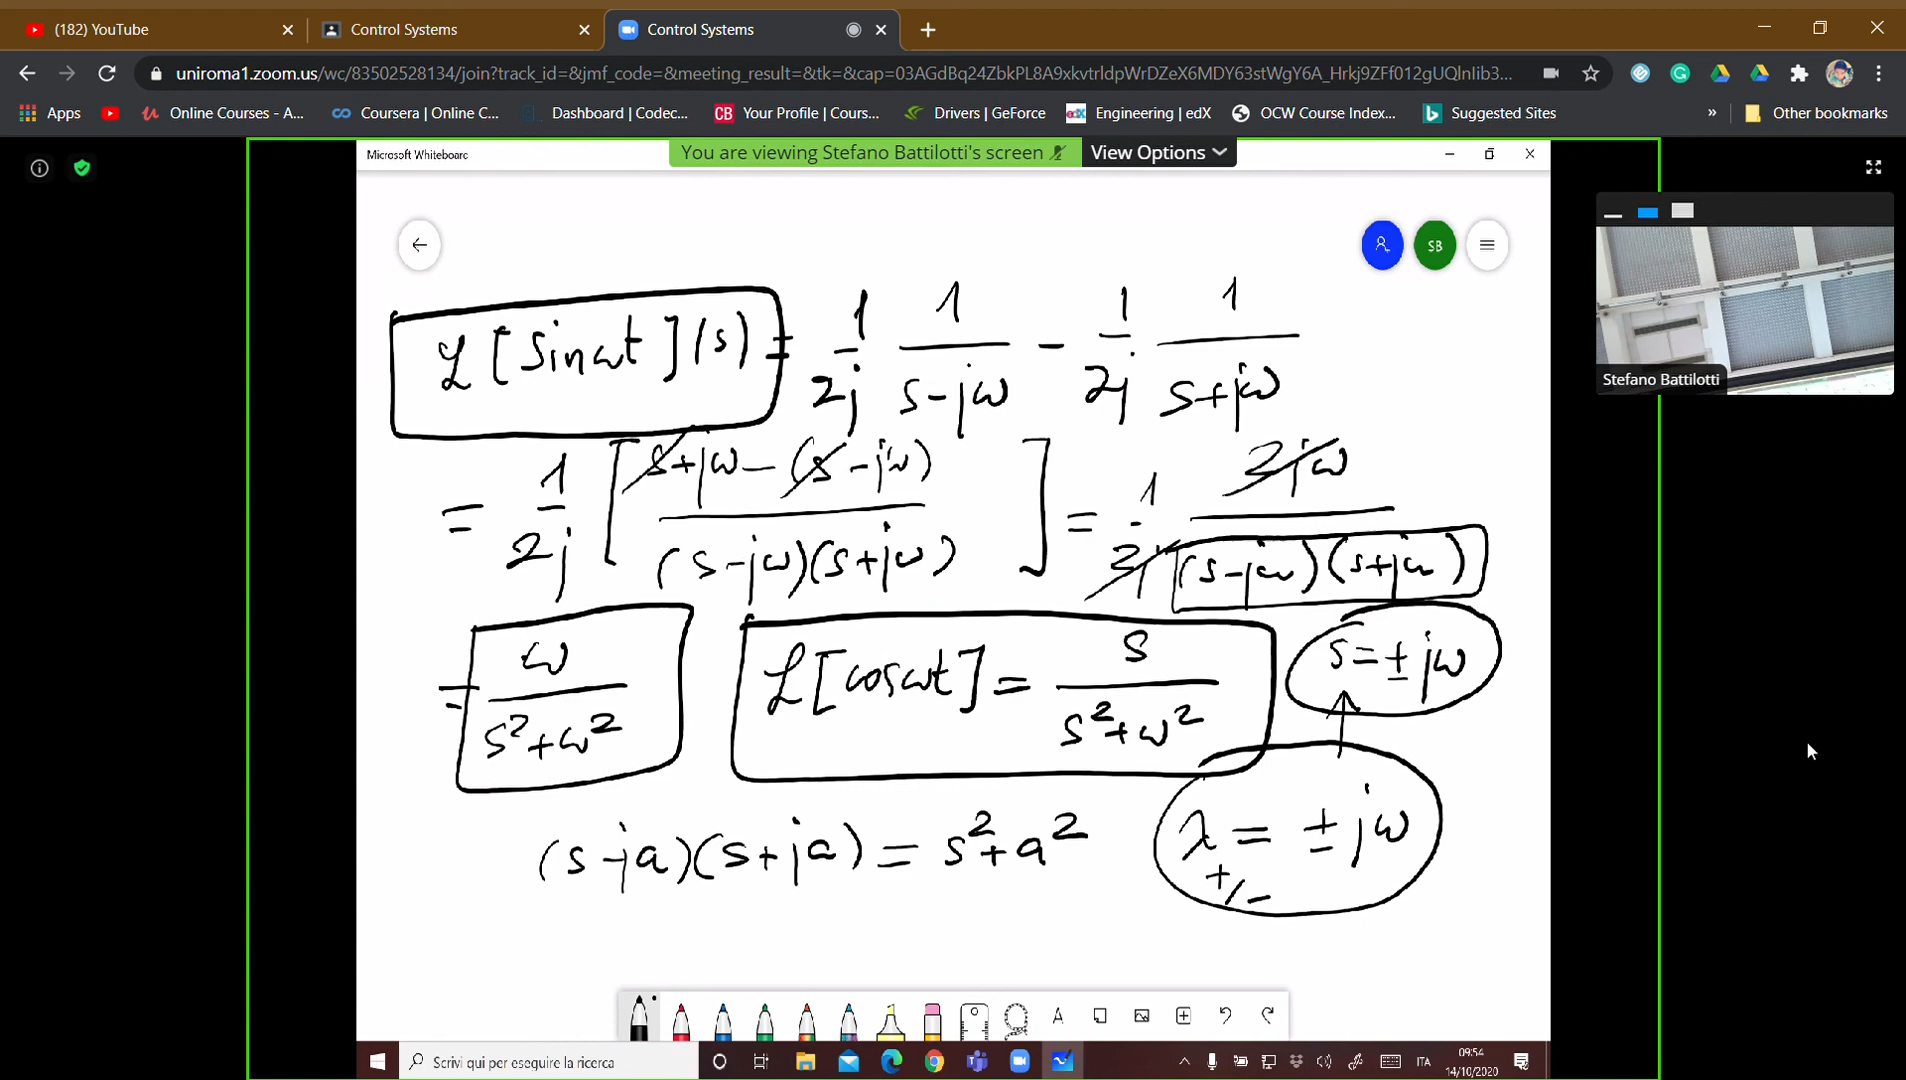 (182) YouTube
Control Systems
Control Systems
uniroma1.zoom.us/wc/83502528134/join?track_id=&jmf_code=&meeting_result=&tk=&cap=03AGdBq24ZbkPL8A9xkvtrldpWrDZeX6MDY63stWgY6A_Hrkj9ZFf012gUQlnIib3...
Apps
Online Courses - A...
Coursera | Online C...
Dashboard | Codec...
CB Your Profile | Cours...
Drivers | GeForce
edX Engineering | edX
OCW Course Index...
Suggested Sites
»
Other bookmarks
Microsoft Whiteboard
You are viewing Stefano Battilotti's screen
View Options
SB
Stefano Battilotti
ℒ[sinωt](s) = 1/2j 1/(s-jω) - 1/2j 1/(s+jω)
= 1/2j [ (s+jω-(s-jω)) / ((s-jω)(s+jω)) ] = 1/2j 2jω / ((s-jω)(s+jω))
= ω/(s²+ω²)
ℒ[cosωt] = s/(s²+ω²)
s=±jω
(s-ja)(s+ja) = s²+a²
λ+/- = ±jω
Scrivi qui per eseguire la ricerca
ITA
09:54
14/10/2020